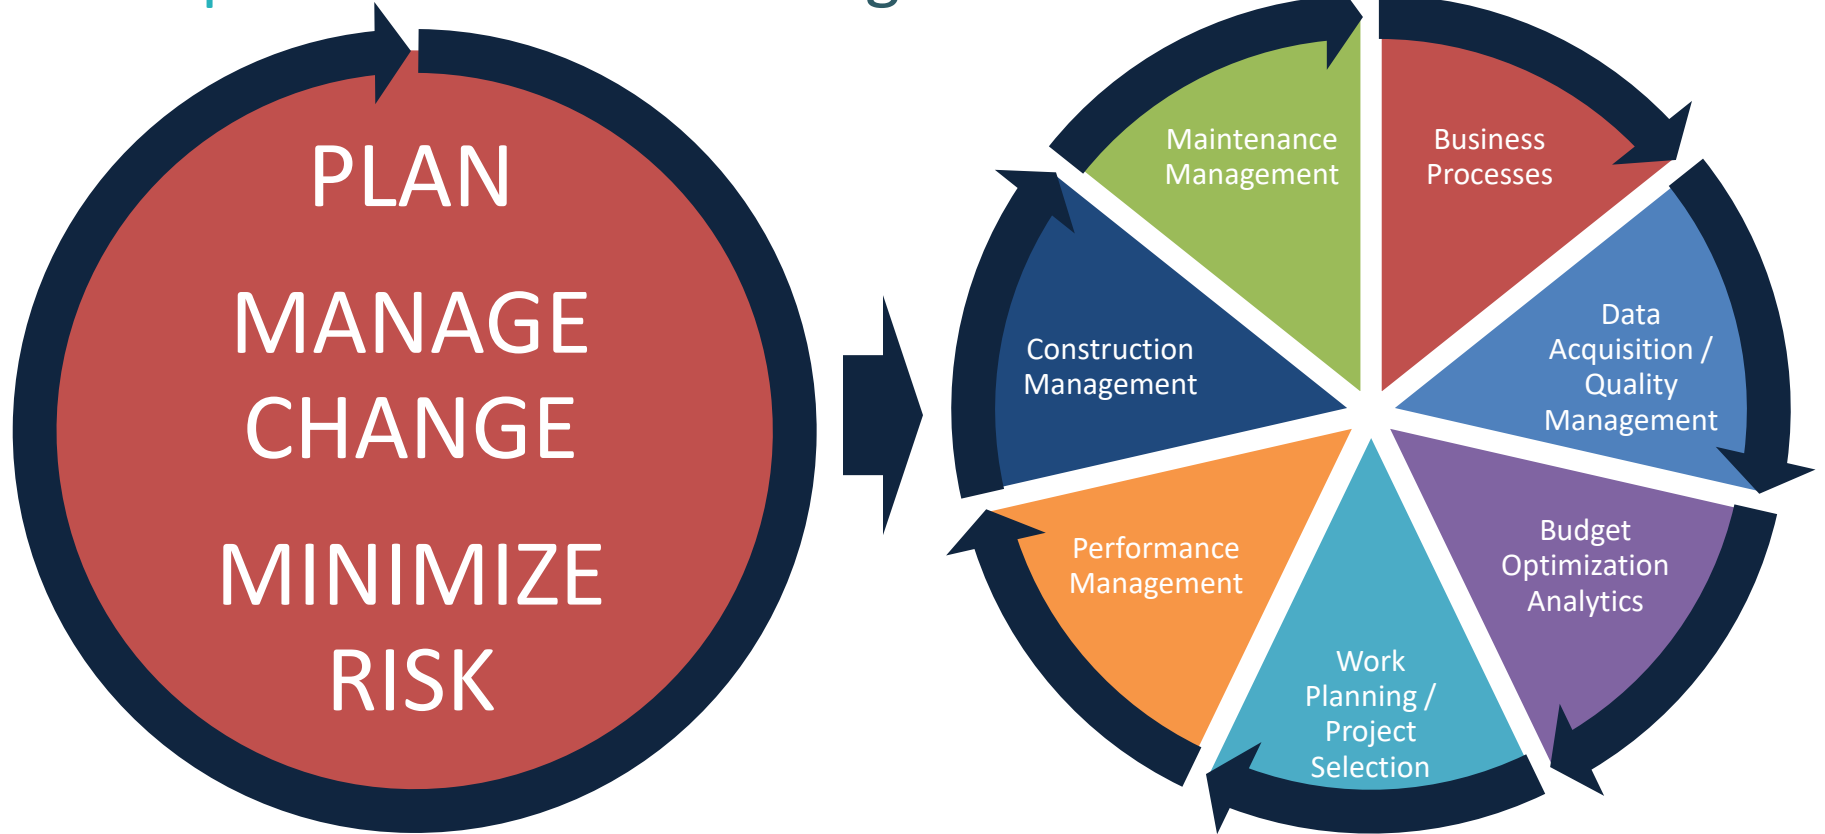 PLAN
MANAGE
CHANGE
MINIMIZE
RISK
Maintenance
Management
Business
Processes
Data
Acquisition /
Quality
Management
Budget
Optimization
Analytics
Work
Planning /
Project
Selection
Performance
Management
Construction
Management